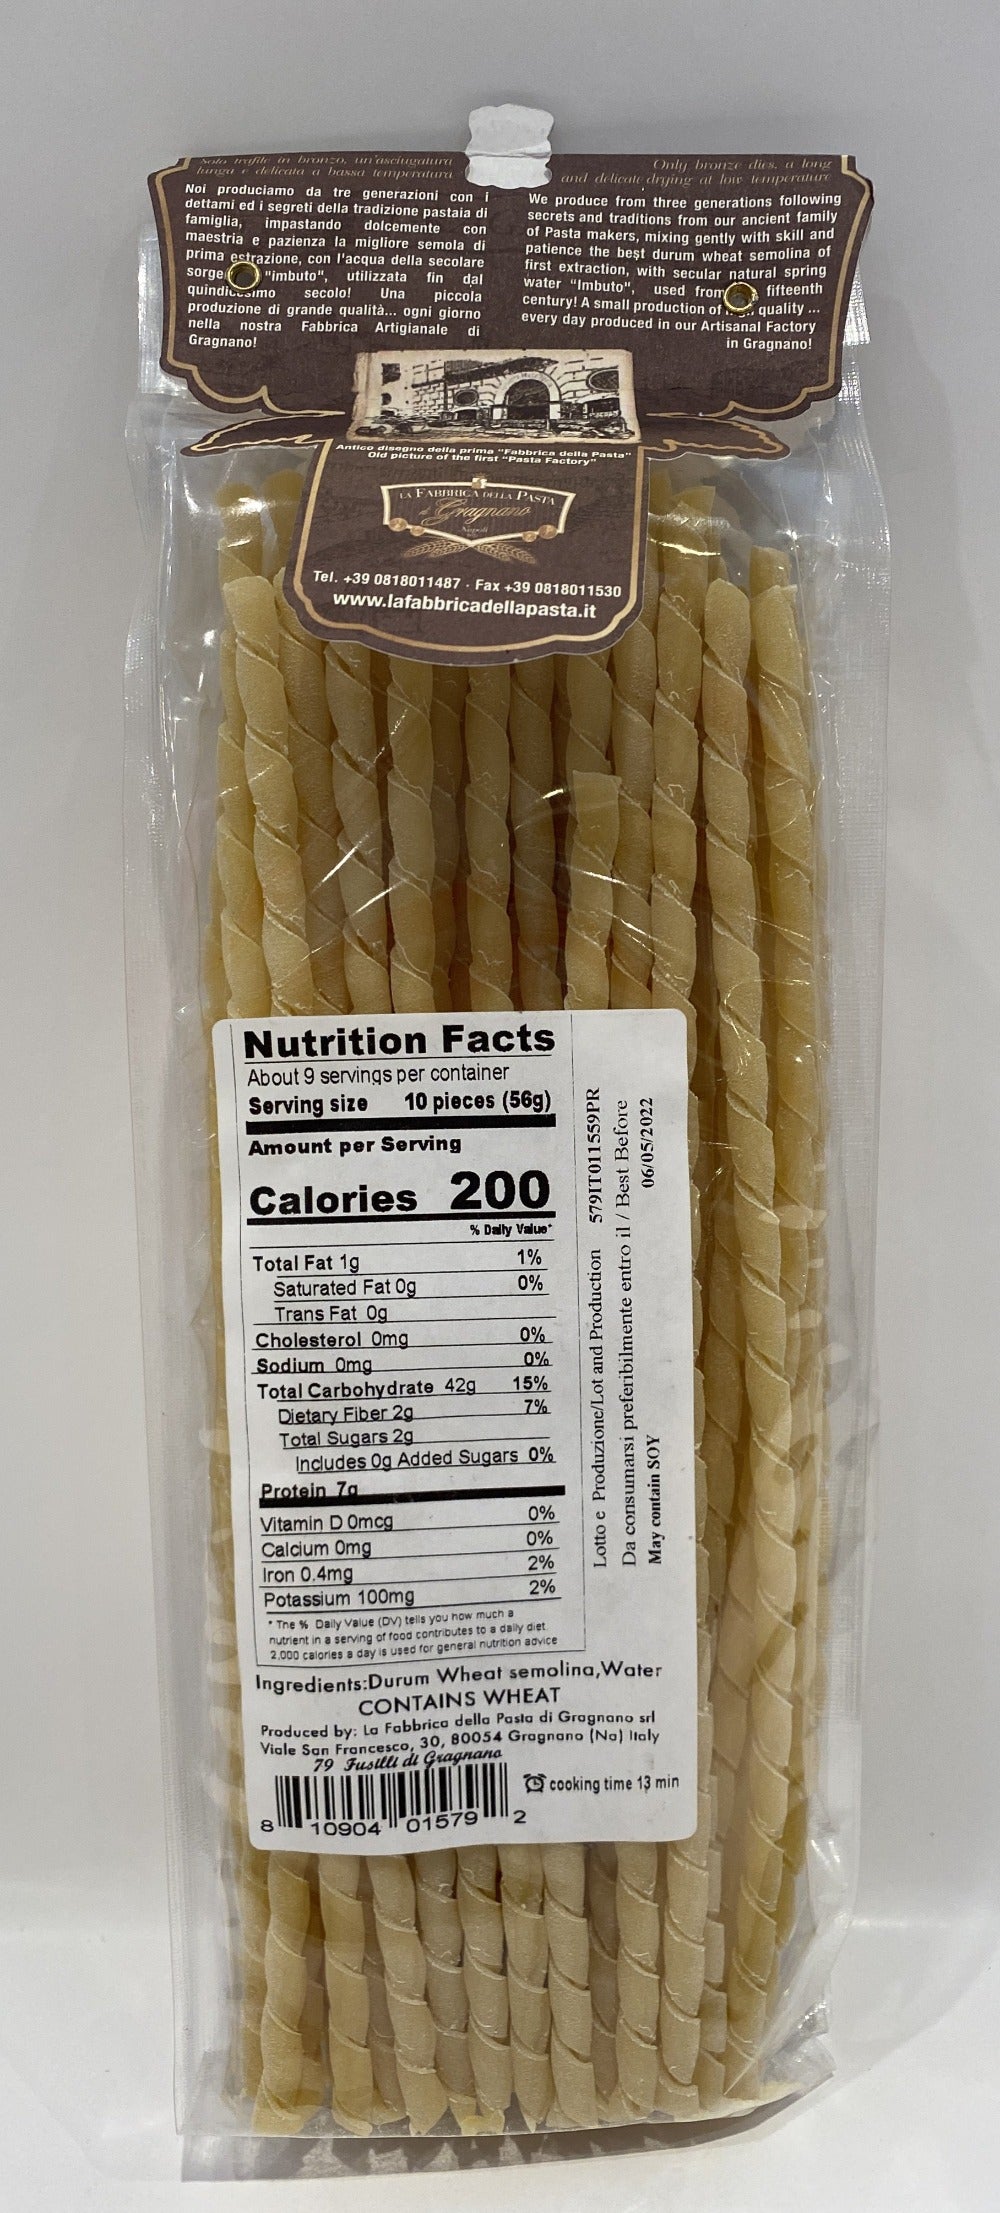 Solo trafile in bronzo, un'asciugatura
lunga e delicata a bassa temperatura
Noi produciamo da tre generazioni con i
dettami ed i segreti della tradizione pastaia di
famiglia, impastando dolcemente con
maestria e pazienza la migliore semola di
prima estrazione, con l'acqua della secolare
sorge "imbuto", utilizzata fin dal
quindicesimo secolo! Una piccola
produzione di grande qualità... ogni giorno
nella nostra Fabbrica Artigianale di
Gragnano!
Only bronze dies, a long
and delicate drying at low temperature
We produce from three generations following
secrets and traditions from our ancient family
of Pasta makers, mixing gently with skill and
patience the best durum wheat semolina of
first extraction, with secular natural spring
water "Imbuto", used from fifteenth
century! A small production of quality ...
every day produced in our Artisanal Factory
in Gragnano!
Antico disegno della prima "Fabbrica della Pasta"
Old picture of the first "Pasta Factory"
LA FABBRICA DELLA PASTA
di Gragnano
Napoli
Tel. +39 0818011487 - Fax +39 0818011530
www.lafabbricadellapasta.it
Nutrition Facts
About 9 servings per container
Serving size 10 pieces (56g)
Amount per Serving
Calories 200
% Daily Value*
Total Fat 1g 1%
Saturated Fat 0g 0%
Trans Fat 0g
Cholesterol 0mg 0%
Sodium 0mg 0%
Total Carbohydrate 42g 15%
Dietary Fiber 2g 7%
Total Sugars 2g
Includes 0g Added Sugars 0%
Protein 7g
Vitamin D 0mcg 0%
Calcium 0mg 0%
Iron 0.4mg 2%
Potassium 100mg 2%
* The % Daily Value (DV) tells you how much a
nutrient in a serving of food contributes to a daily diet.
2,000 calories a day is used for general nutrition advice
Lotto e Produzione/Lot and Production 579IT011559PR
Da consumarsi preferibilmente entro il / Best Before
06/05/2022
May contain SOY
Ingredients:Durum Wheat semolina,Water
CONTAINS WHEAT
Produced by: La Fabbrica della Pasta di Gragnano srl
Viale San Francesco, 30, 80054 Gragnano (Na) Italy
79 Fusilli di Gragnano
cooking time 13 min
8 10904 01579 2